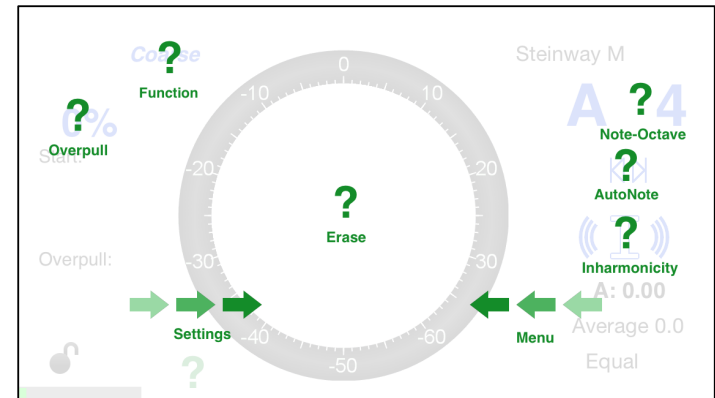 Coarse
?
Function
Steinway M
0
-10
10
?
0%
Overpull
Start:
A ? 4
Note-Octave
-20
20
?
AutoNote
?
Erase
?
Inharmonicity
Overpull:
-30
30
A: 0.00
Settings
Menu
Average 0.0
-40
-60
-50
Equal
?